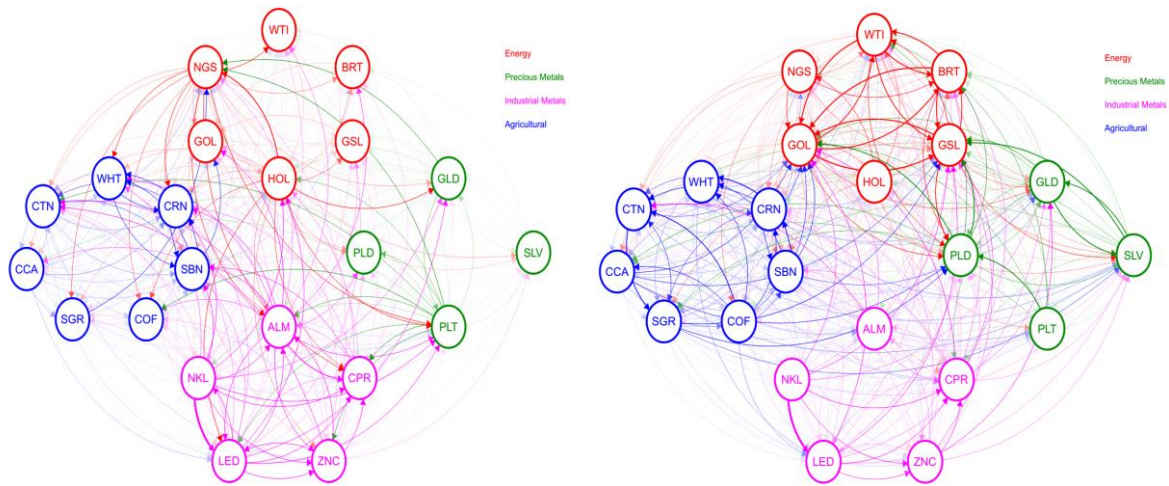 WTI
NGS
BRT
Energy
Precious Metals
Industrial Metals
Agricultural
GOL
GSL
WHT
HOL
GLD
CTN
CRN
PLD
SLV
CCA
SBN
SGR
COF
ALM
PLT
NKL
CPR
LED
ZNC
WTI
NGS
BRT
Energy
Precious Metals
Industrial Metals
Agricultural
GOL
GSL
WHT
HOL
GLD
CTN
CRN
PLD
SLV
CCA
SBN
SGR
COF
ALM
PLT
NKL
CPR
LED
ZNC